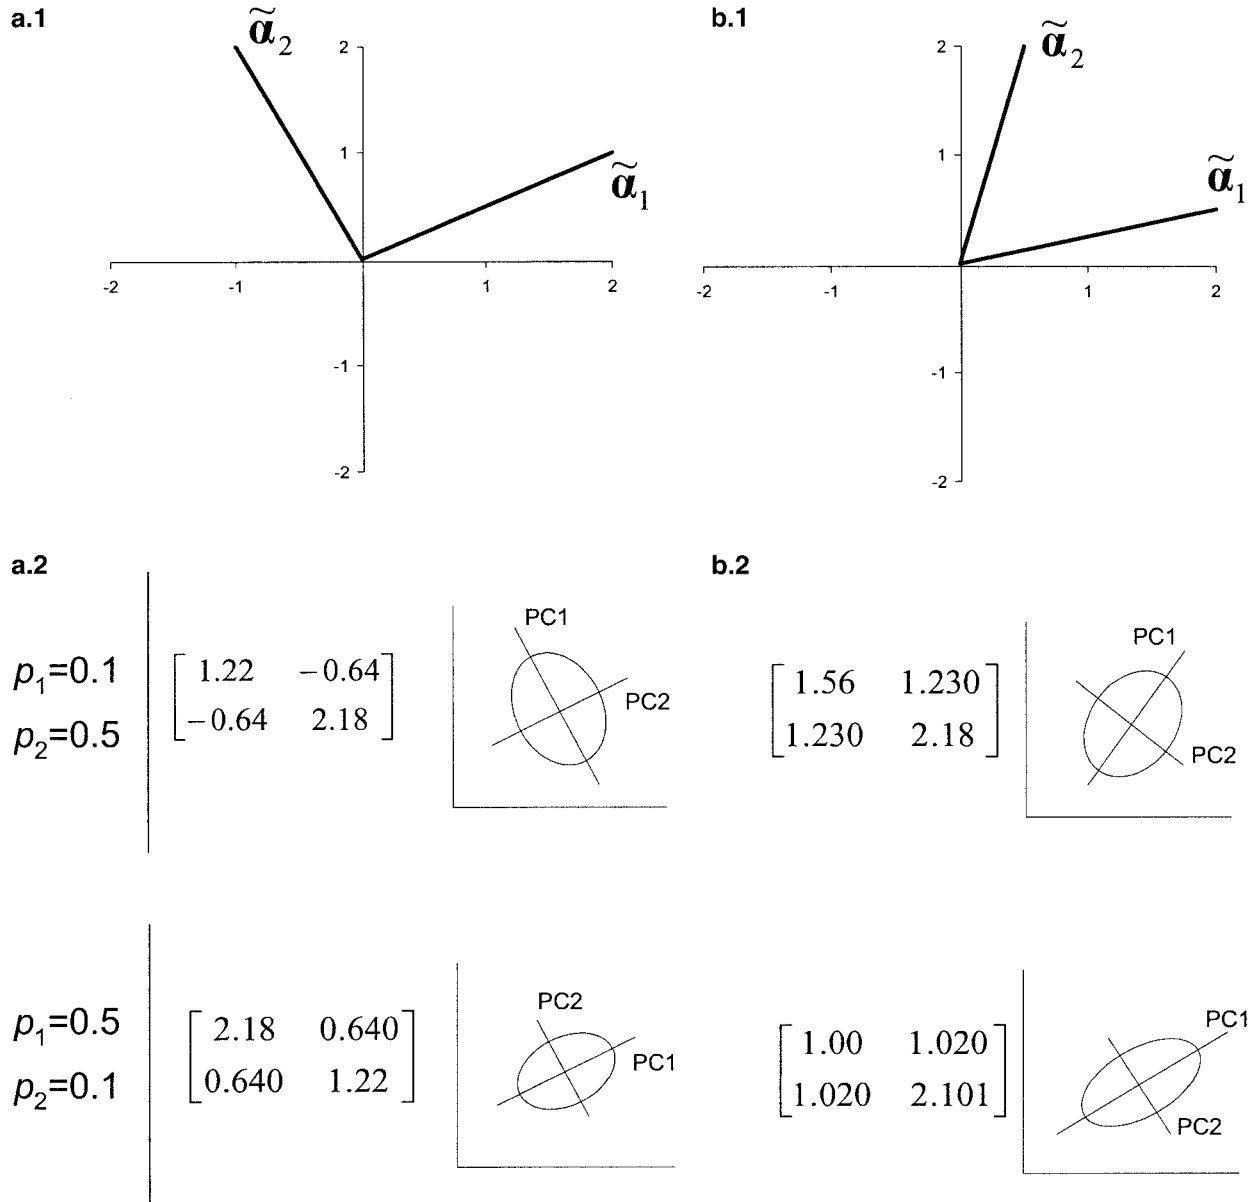 a.1
α̃₂
2
1
α̃₁
-2
-1
1
2
-1
-2
b.1
α̃₂
2
1
α̃₁
-2
-1
1
2
-1
-2
a.2
p₁=0.1
p₂=0.5
1.22 −0.64
−0.64 2.18
PC1
PC2
b.2
1.56 1.230
1.230 2.18
PC1
PC2
p₁=0.5
p₂=0.1
2.18 0.640
0.640 1.22
PC2
PC1
1.00 1.020
1.020 2.101
PC1
PC2